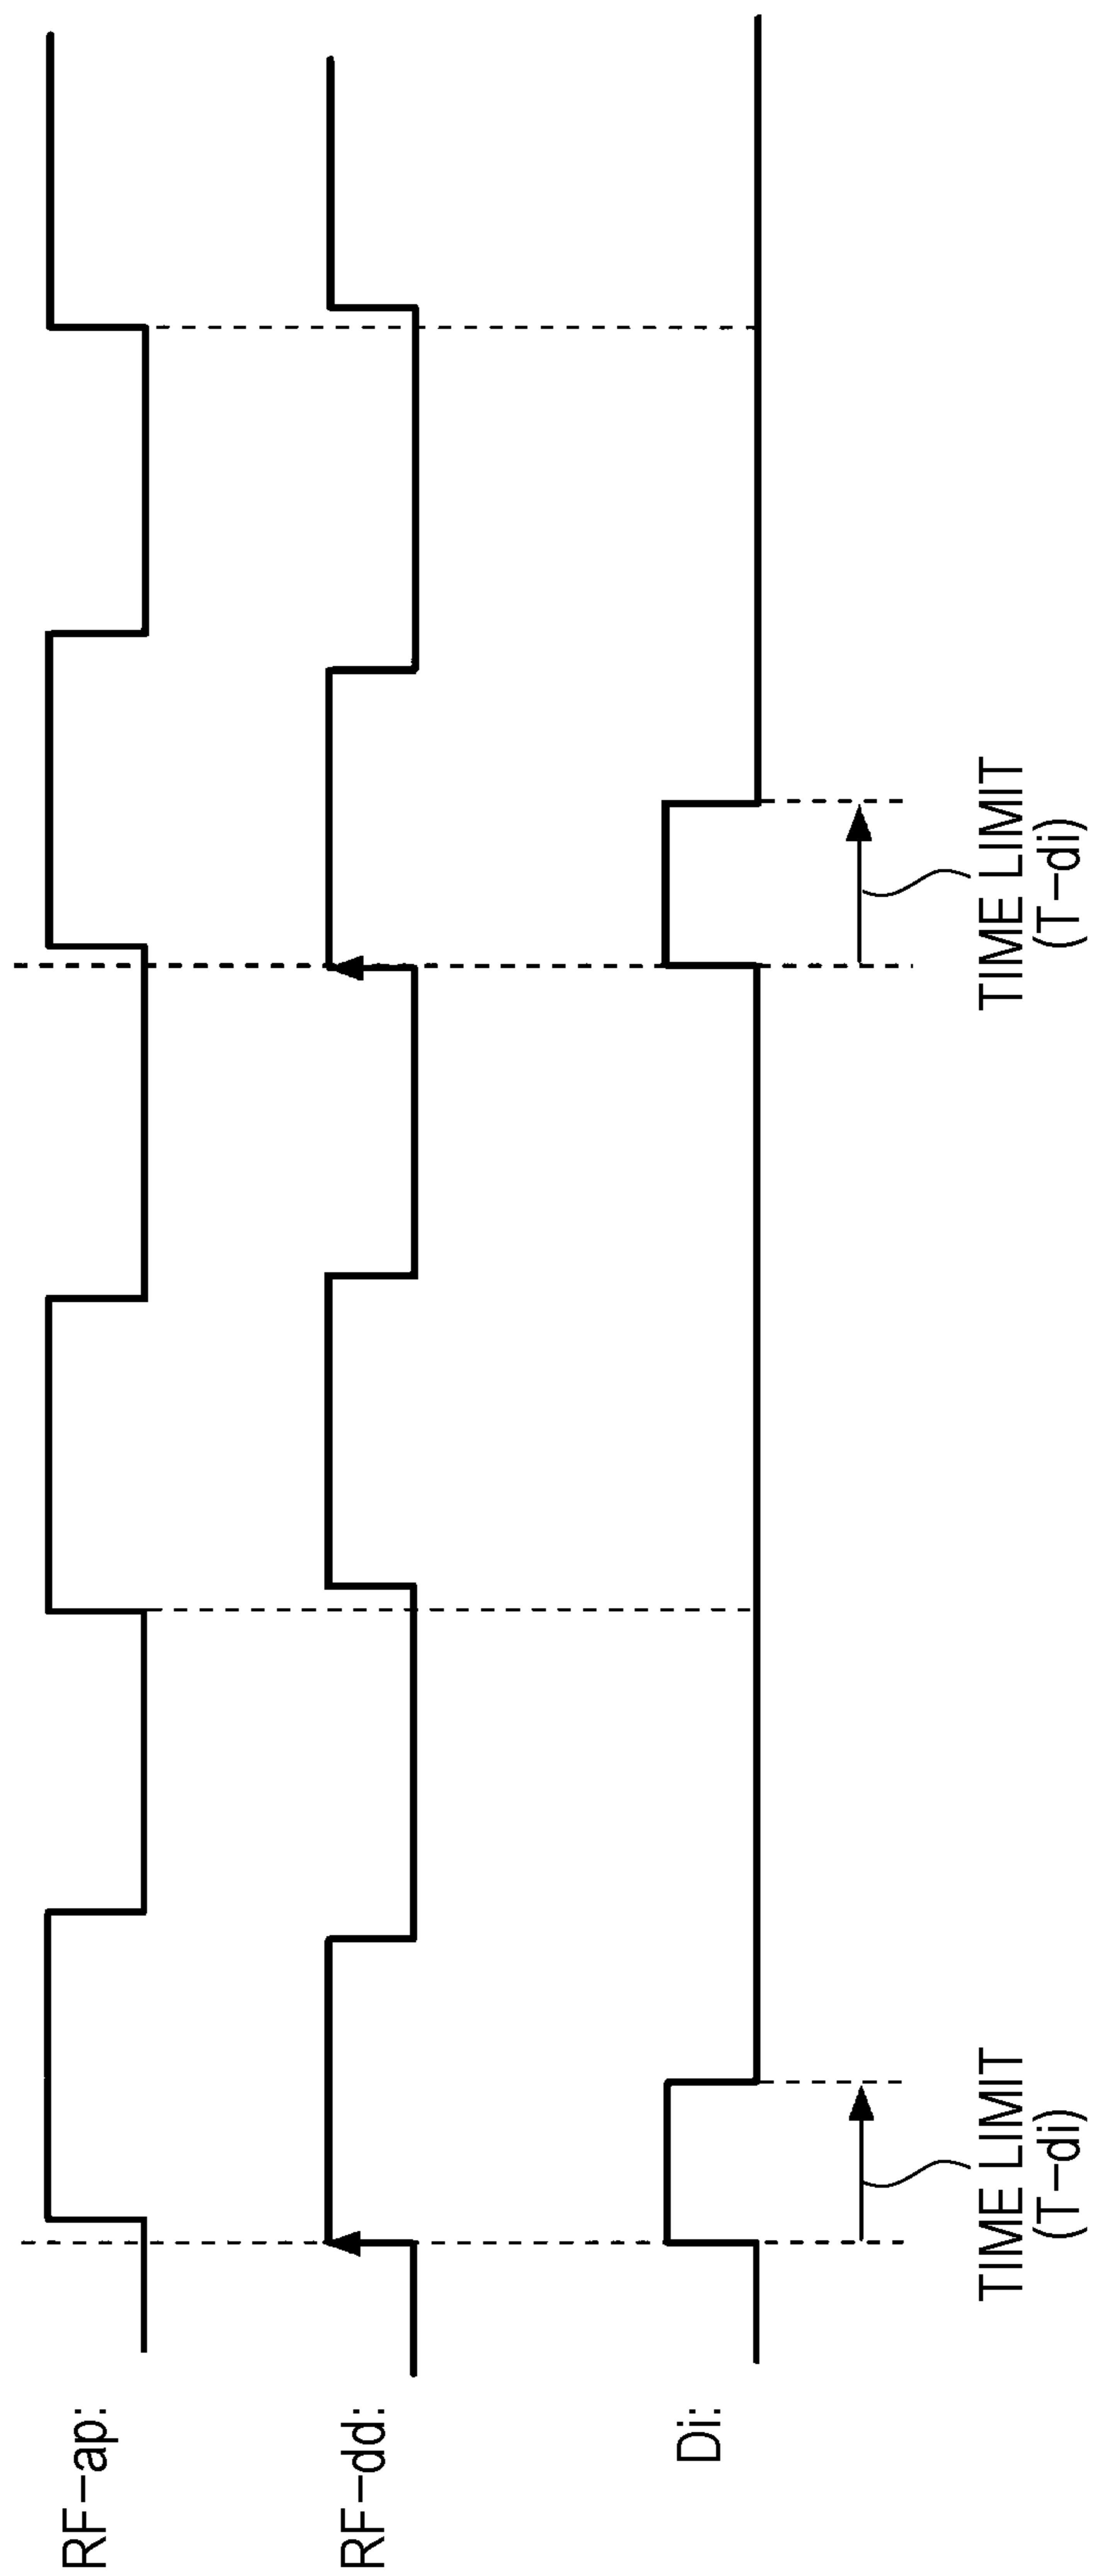 RF-ap:
RF-dd:
Di:
TIME LIMIT
(T-di)
TIME LIMIT
(T-di)